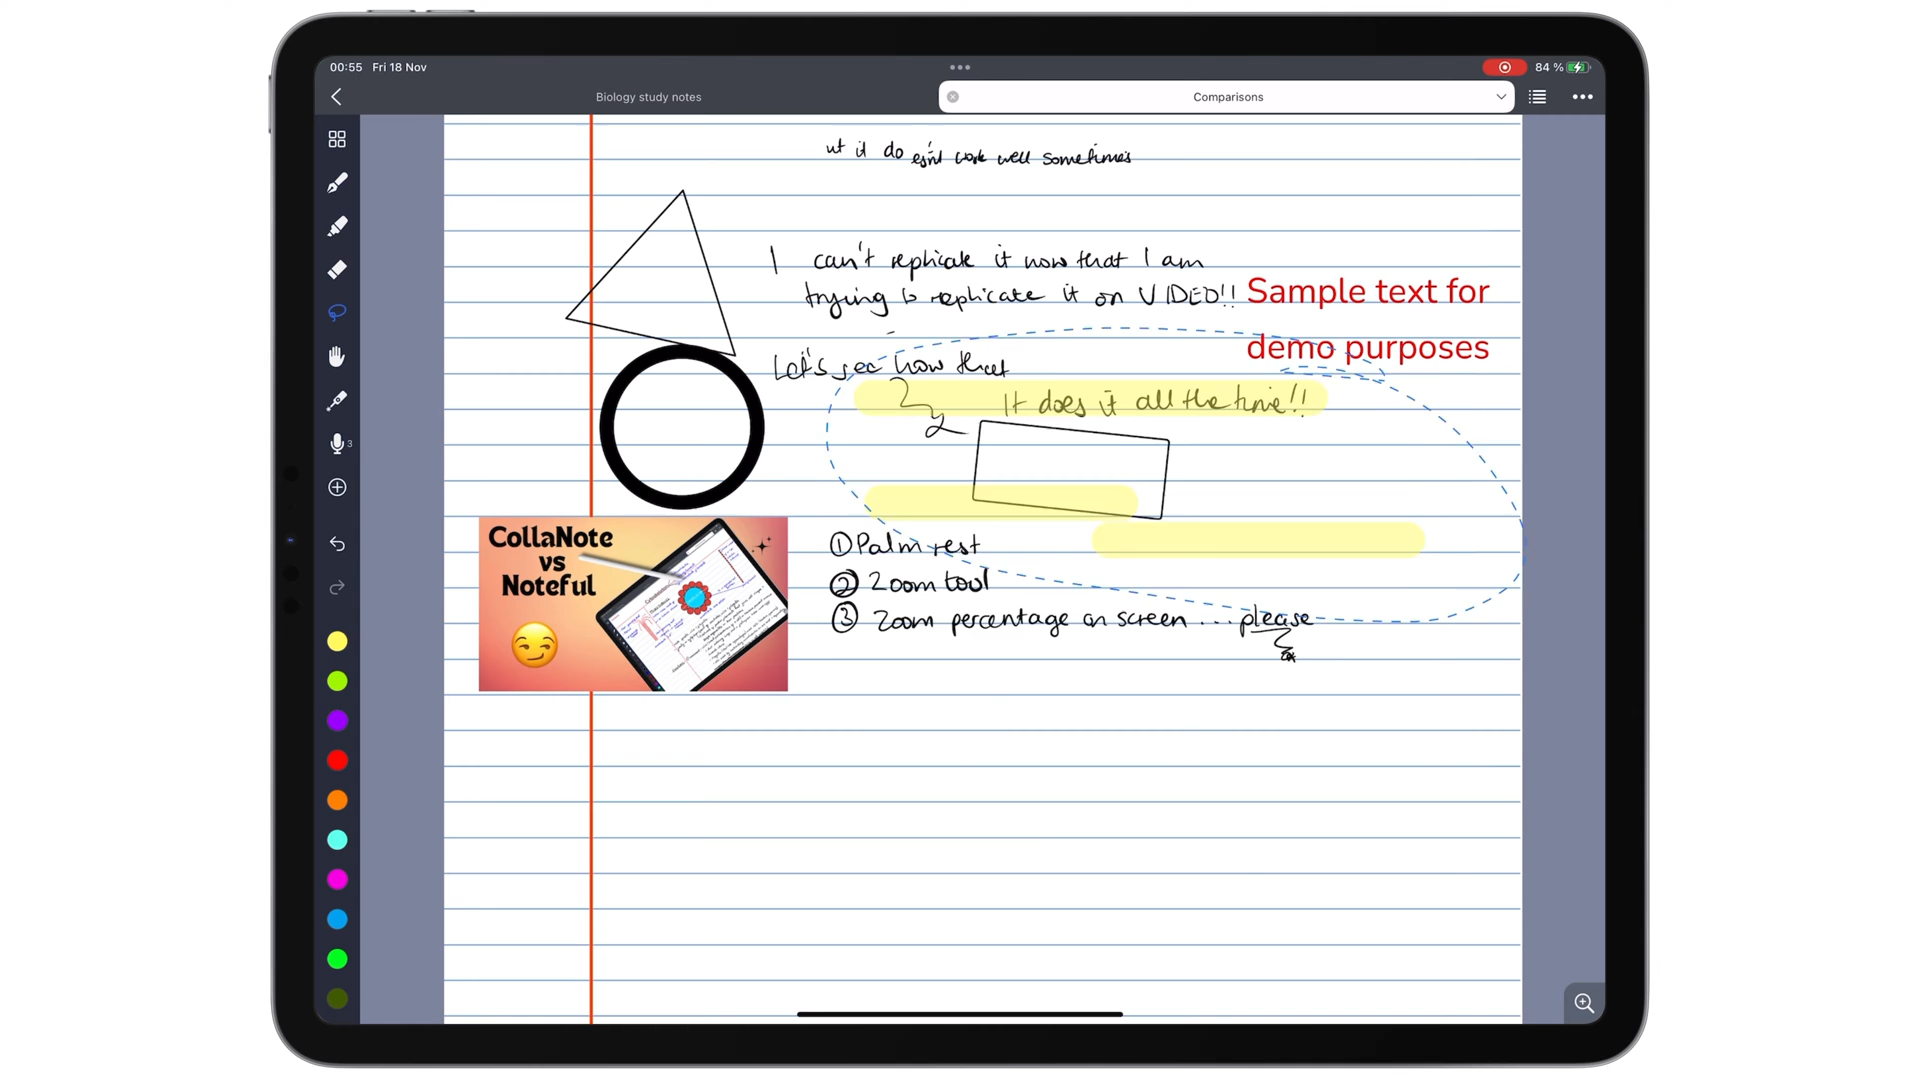 00:55 Fri 18 Nov
84 %
Biology study notes
Comparisons
ut it do esn't work well sometimes
I can't replicate it now that I am
trying to replicate it on VIDEO!!
Sample text for
demo purposes
Let's see how that
It does it all the time!!
3
CollaNote
vs
Noteful
① Palm rest
② Zoom tool
③ Zoom percentage on screen ... please